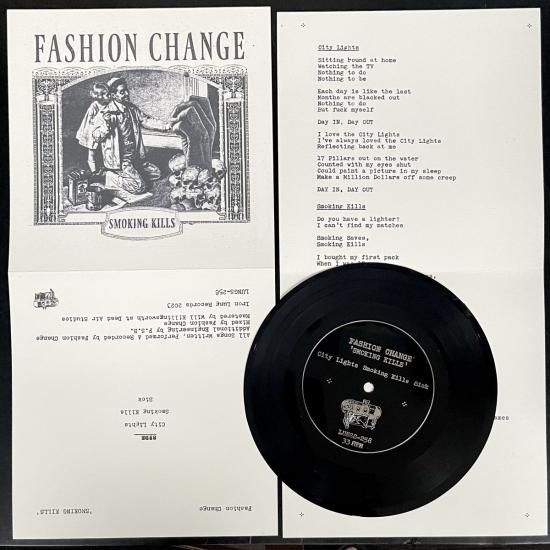 FASHION CHANGE
SMOKING KILLS
LUNGS-256
Iron Lung Records 2023
Mastered by Will Killingsworth at Dead Air Studios
Mixed by Fashion Change
Additional Engineering by P.S.B.
All Songs Written, Performed & Recorded by Fashion Change
Sick
Smoking Kills
City Lights
Fashion Change
'SMOKING KILLS'
City Lights
Sitting round at home
Watching the TV
Nothing to do
Nothing to be
Each day is like the last
Months are blacked out
Nothing to do
But fuck myself
DAY IN, DAY OUT
I love the City Lights
I've always loved the City Lights
Reflecting back at me
17 Pillars out on the water
Counted with my eyes shut
Could paint a picture in my sleep
Make a Million Dollars off some creep
DAY IN, DAY OUT
Smoking Kills
Do you have a lighter?
I can't find my matches
Smoking Saves,
Smoking Kills
I bought my first pack
When I
FASHION CHANGE
'SMOKING KILLS'
City Lights Smoking Kills Sick
LUNGS-256
33 RPM